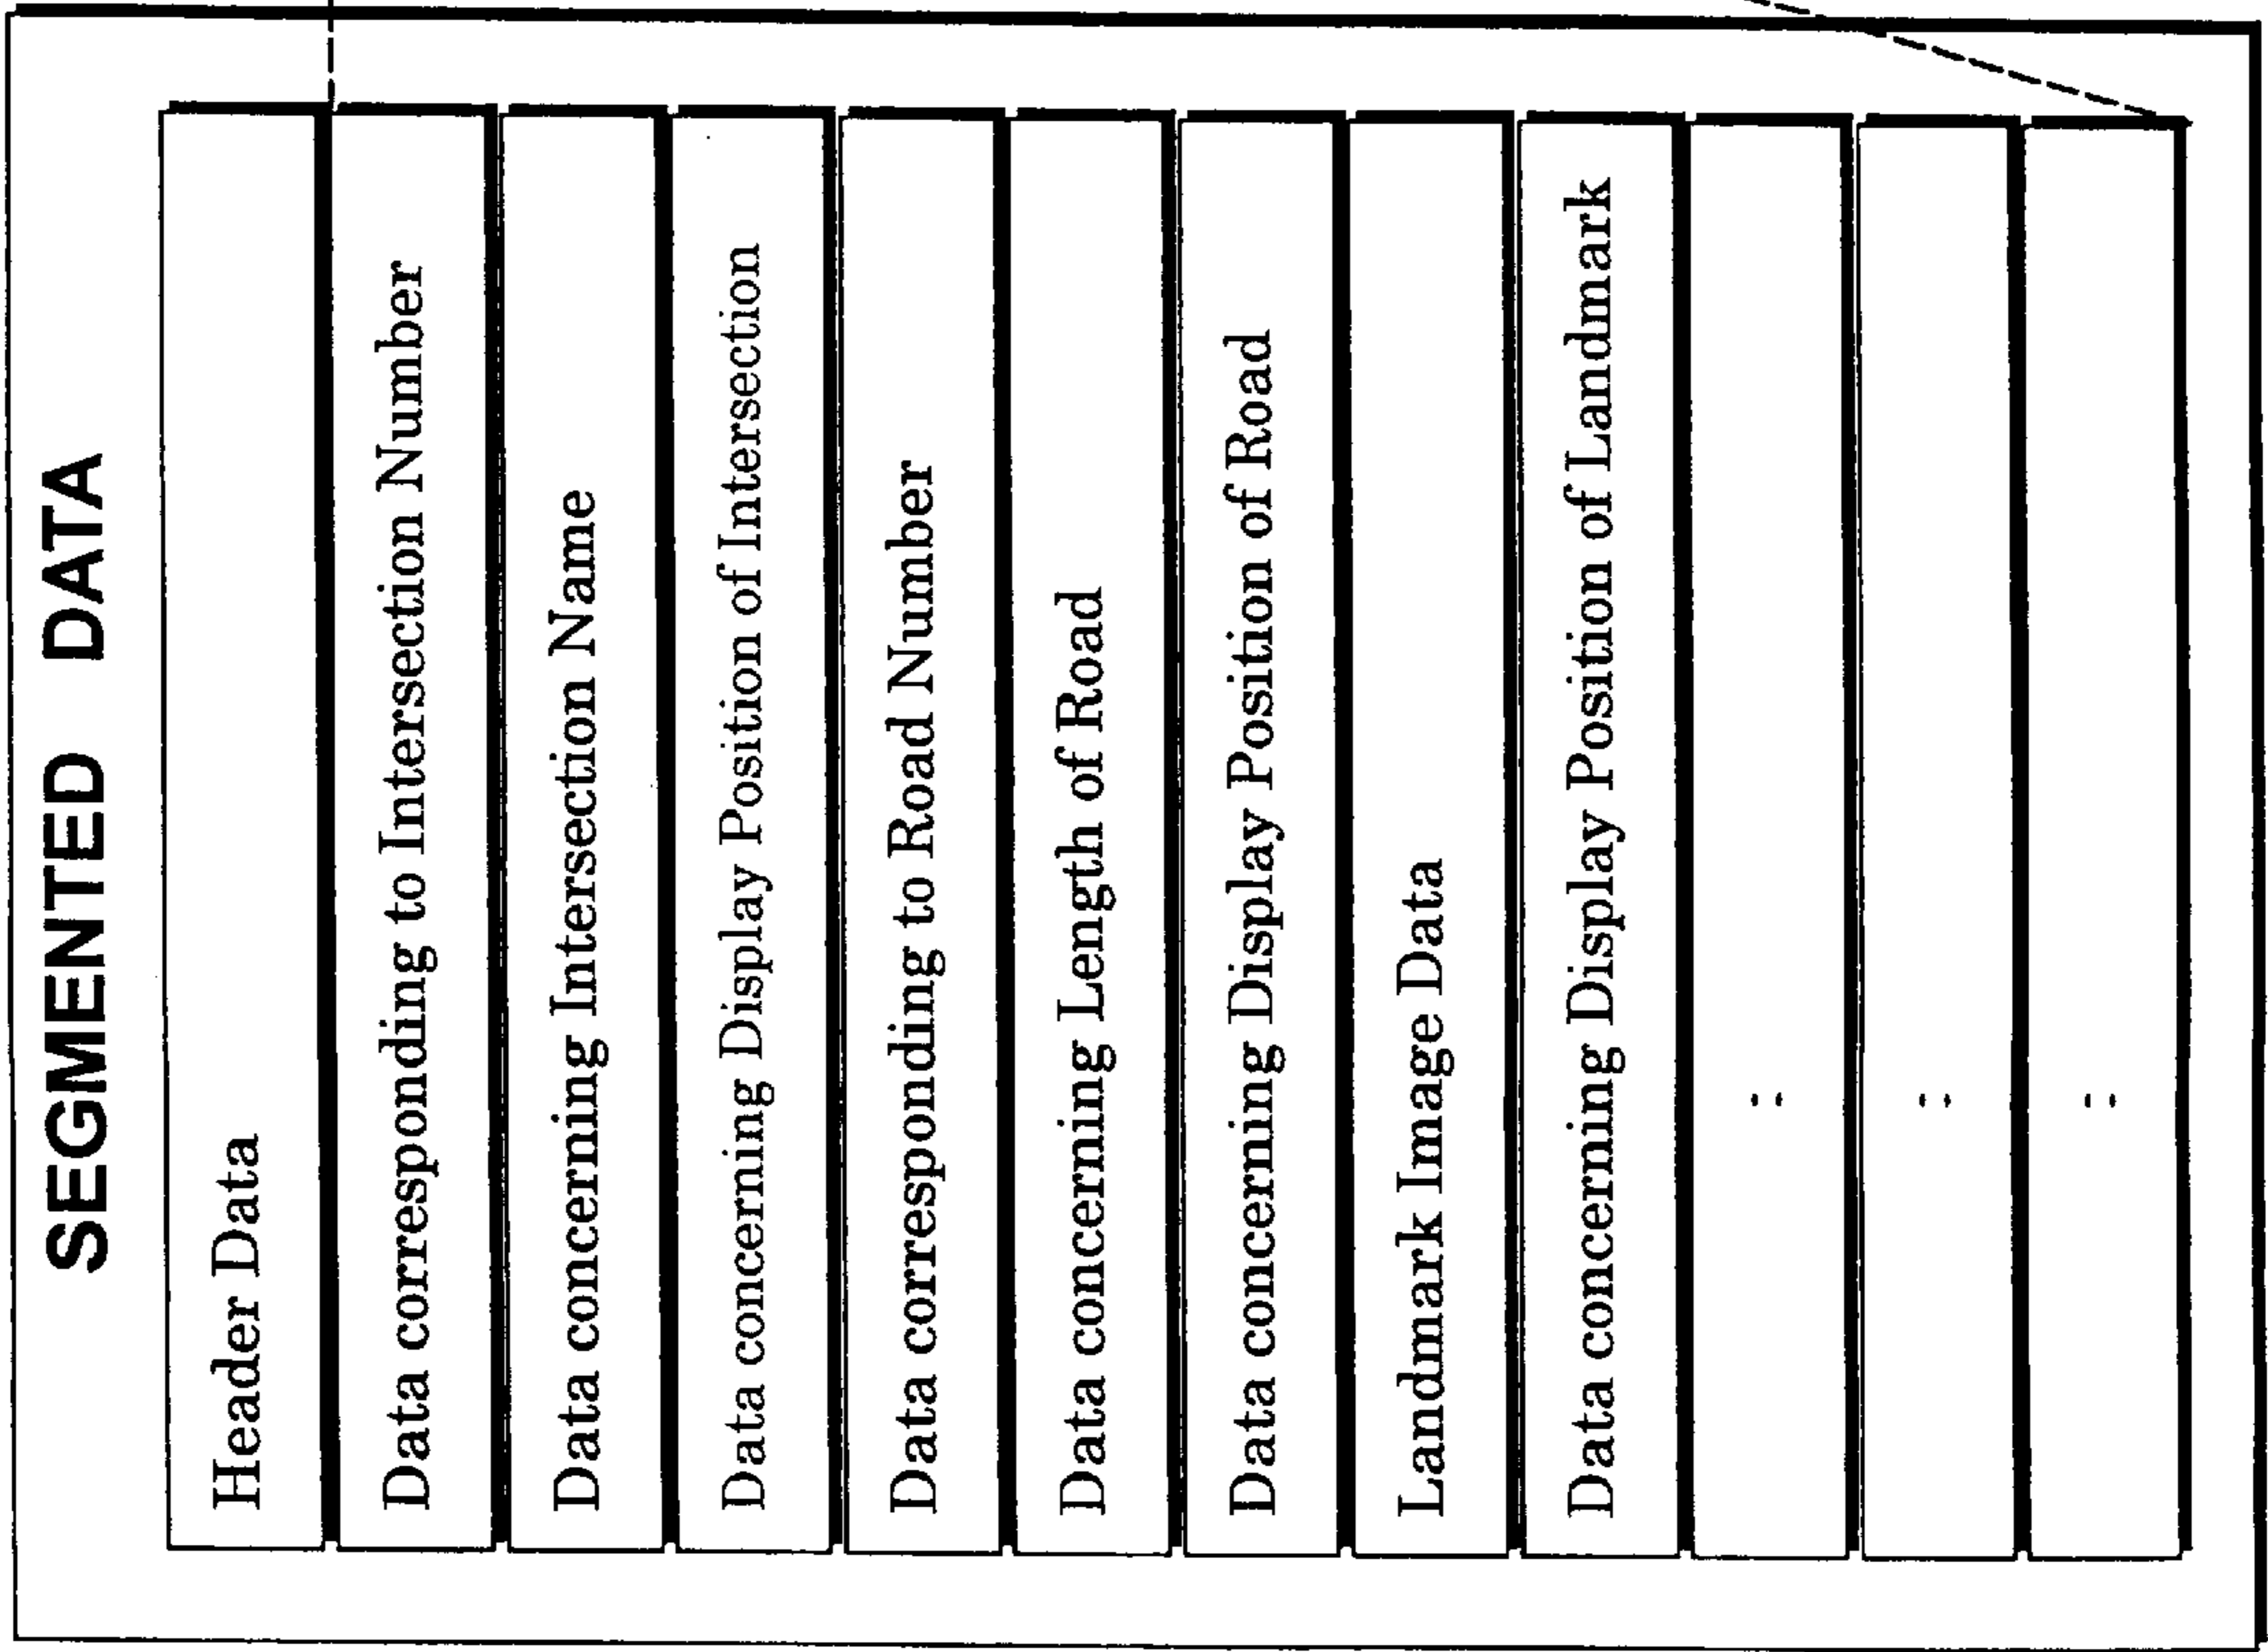 SEGMENTED DATA
Header Data
Data corresponding to Intersection Number
Data concerning Intersection Name
Data concerning Display Position of Intersection
Data corresponding to Road Number
Data concerning Length of Road
Data concerning Display Position of Road
Landmark Image Data
Data concerning Display Position of Landmark
:
:
: